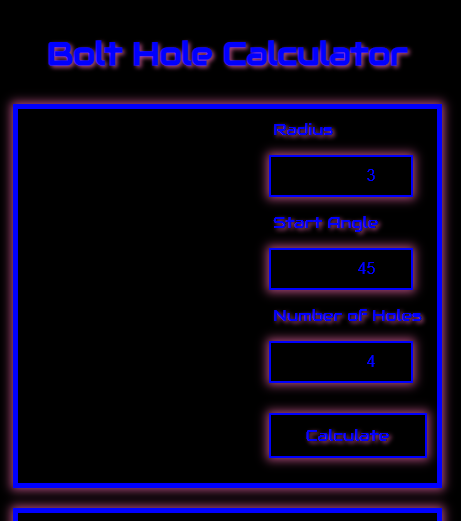 Bolt Hole Calculator
Radius
3
Start Angle
45
Number of Holes
4
Calculate